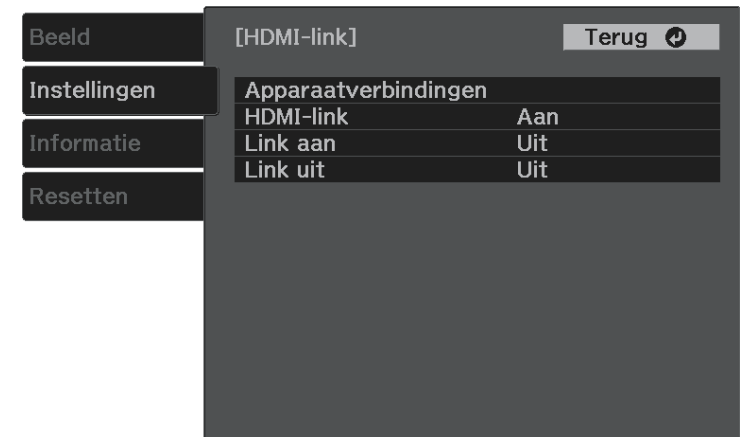 Beeld
Instellingen
Informatie
Resetten
[HDMI-link] Terug
Apparaatverbindingen
HDMI-link Aan
Link aan Uit
Link uit Uit